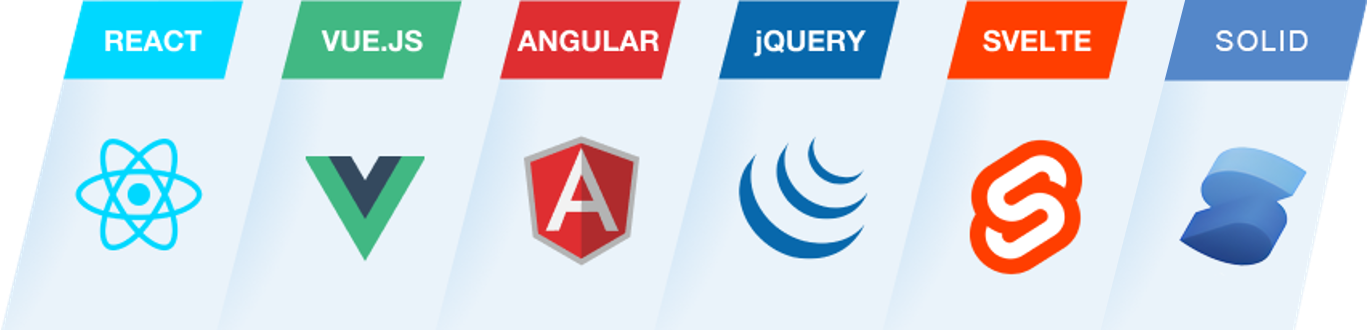 REACT
VUE.JS
ANGULAR
jQUERY
SVELTE
SOLID